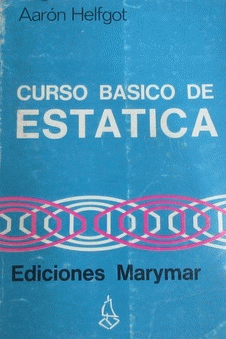 Aarón Helfgot
CURSO BASICO DE
ESTATICA
Ediciones Marymar